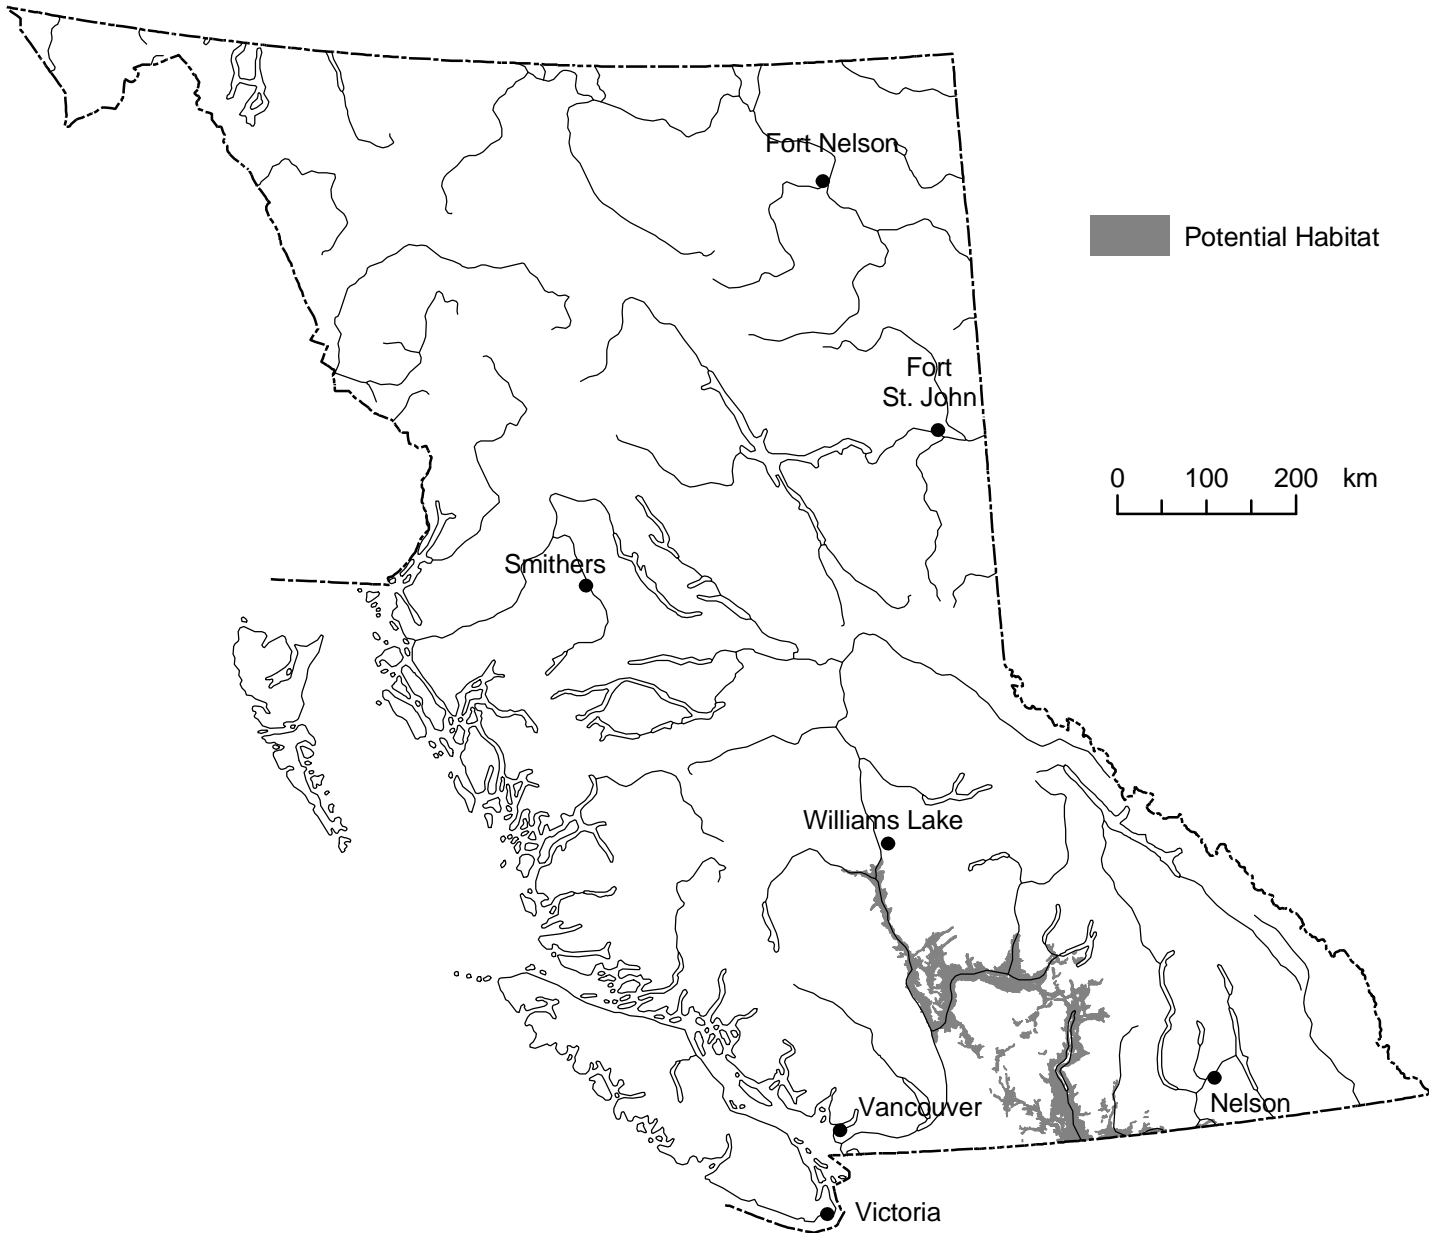 Fort Nelson
Potential Habitat
Fort
St. John
0 100 200 km
Smithers
Williams Lake
Vancouver
Nelson
Victoria